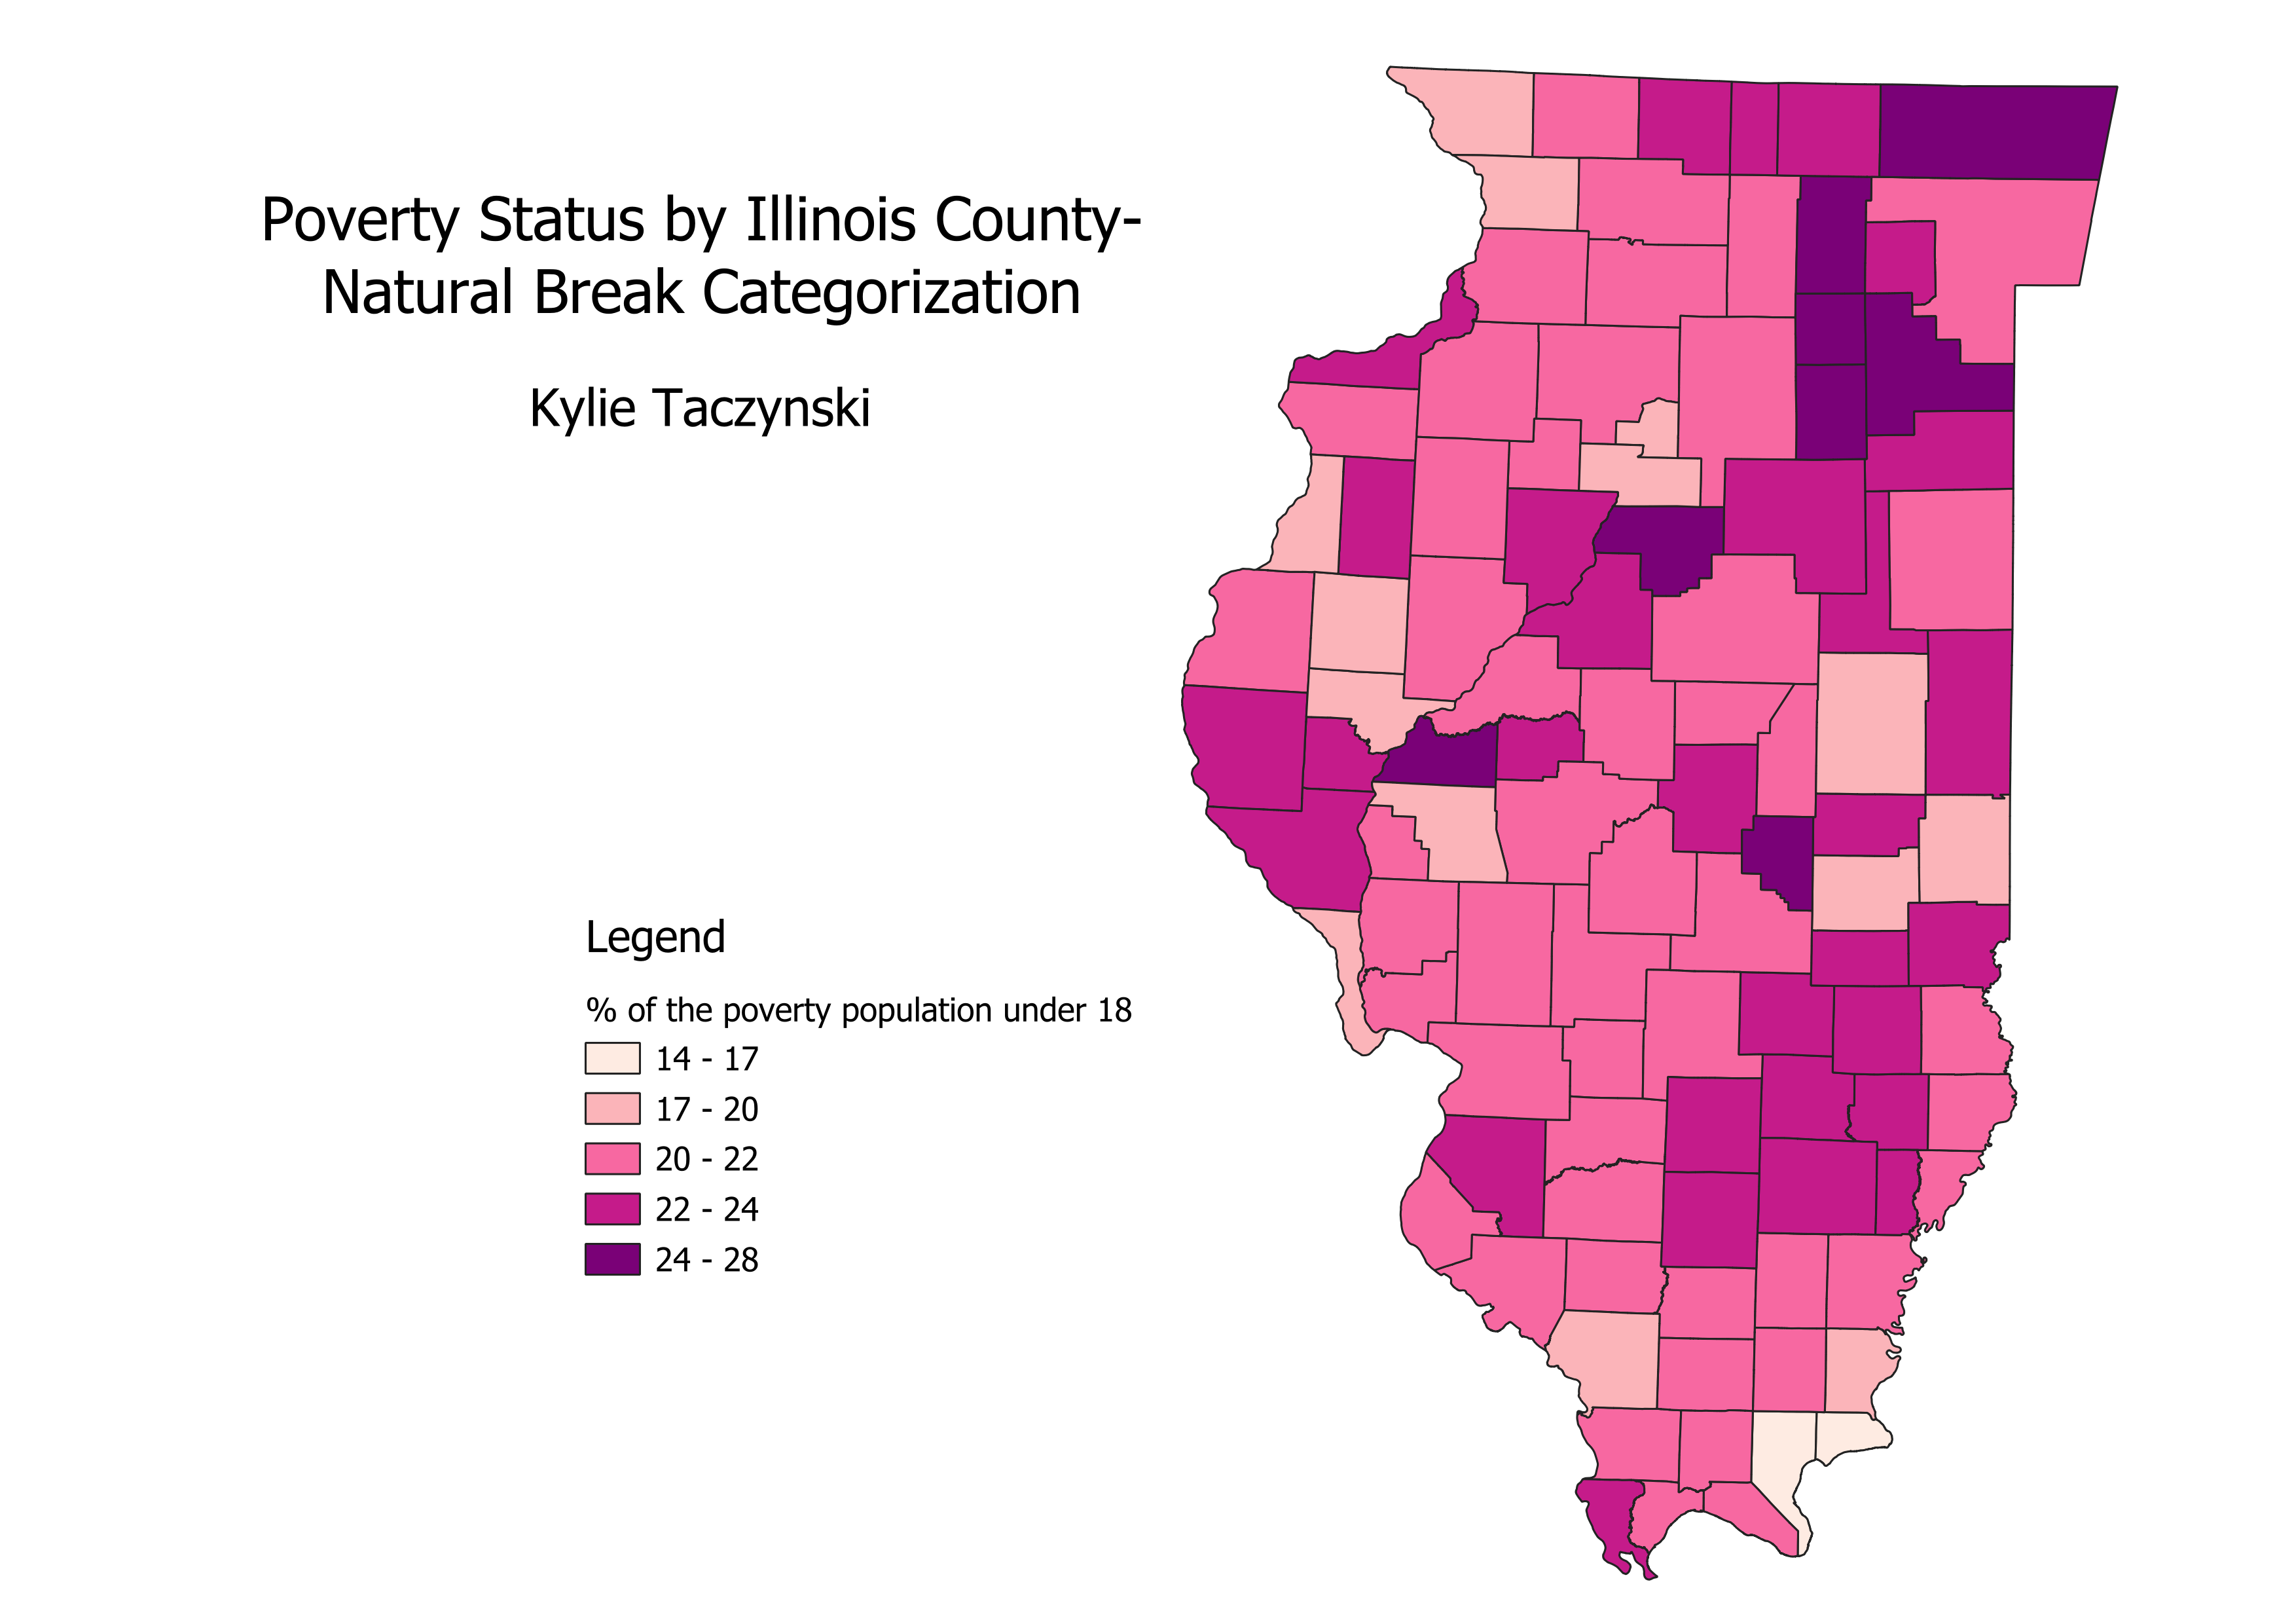 Poverty Status by Illinois County-
Natural Break Categorization
Kylie Taczynski
Legend
% of the poverty population under 18
14 - 17
17 - 20
20 - 22
22 - 24
24 - 28